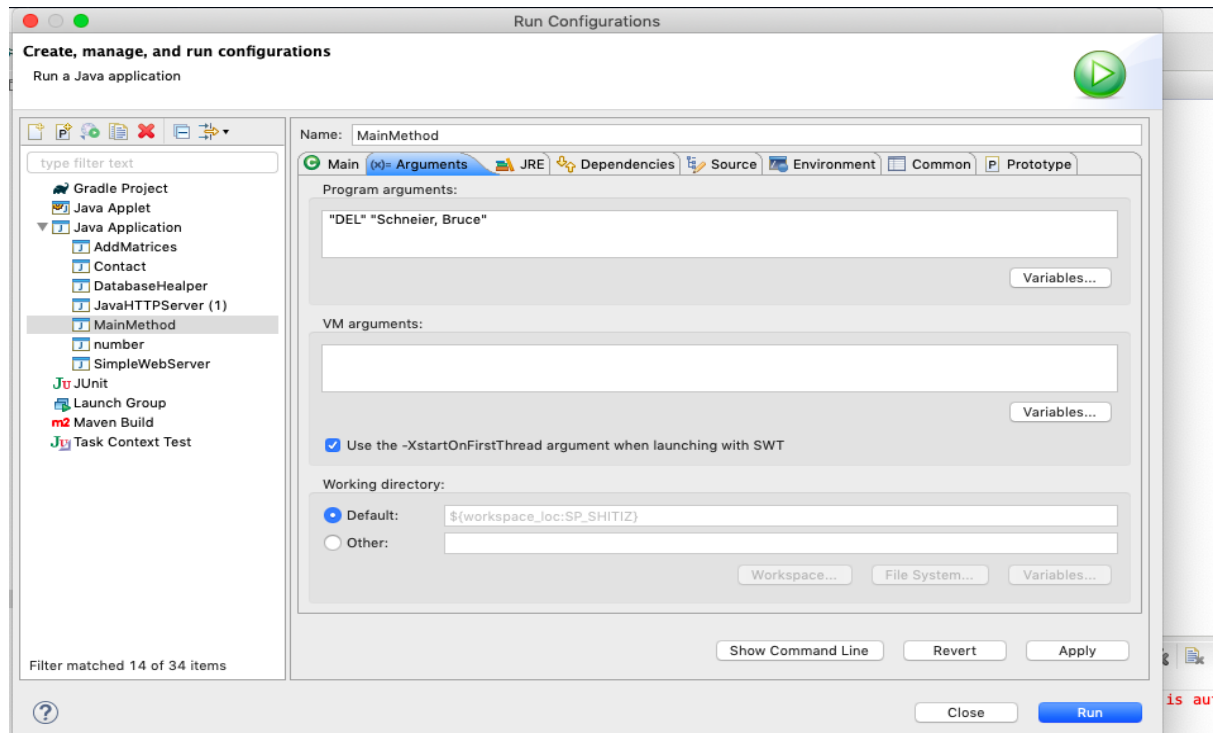 Run Configurations
Create, manage, and run configurations
Run a Java application
Name: MainMethod
type filter text
Main (x)= Arguments JRE Dependencies Source Environment Common P Prototype
Gradle Project
Java Applet
Java Application
AddMatrices
Contact
DatabaseHealper
JavaHTTPServer (1)
MainMethod
number
SimpleWebServer
JU JUnit
Launch Group
m2 Maven Build
JU Task Context Test
Filter matched 14 of 34 items
Program arguments:
"DEL" "Schneier, Bruce"
Variables...
VM arguments:
Variables...
Use the -XstartOnFirstThread argument when launching with SWT
Working directory:
Default: ${workspace_loc:SP_SHITIZ}
Other:
Workspace... File System... Variables...
Show Command Line Revert Apply
? Close Run
is au